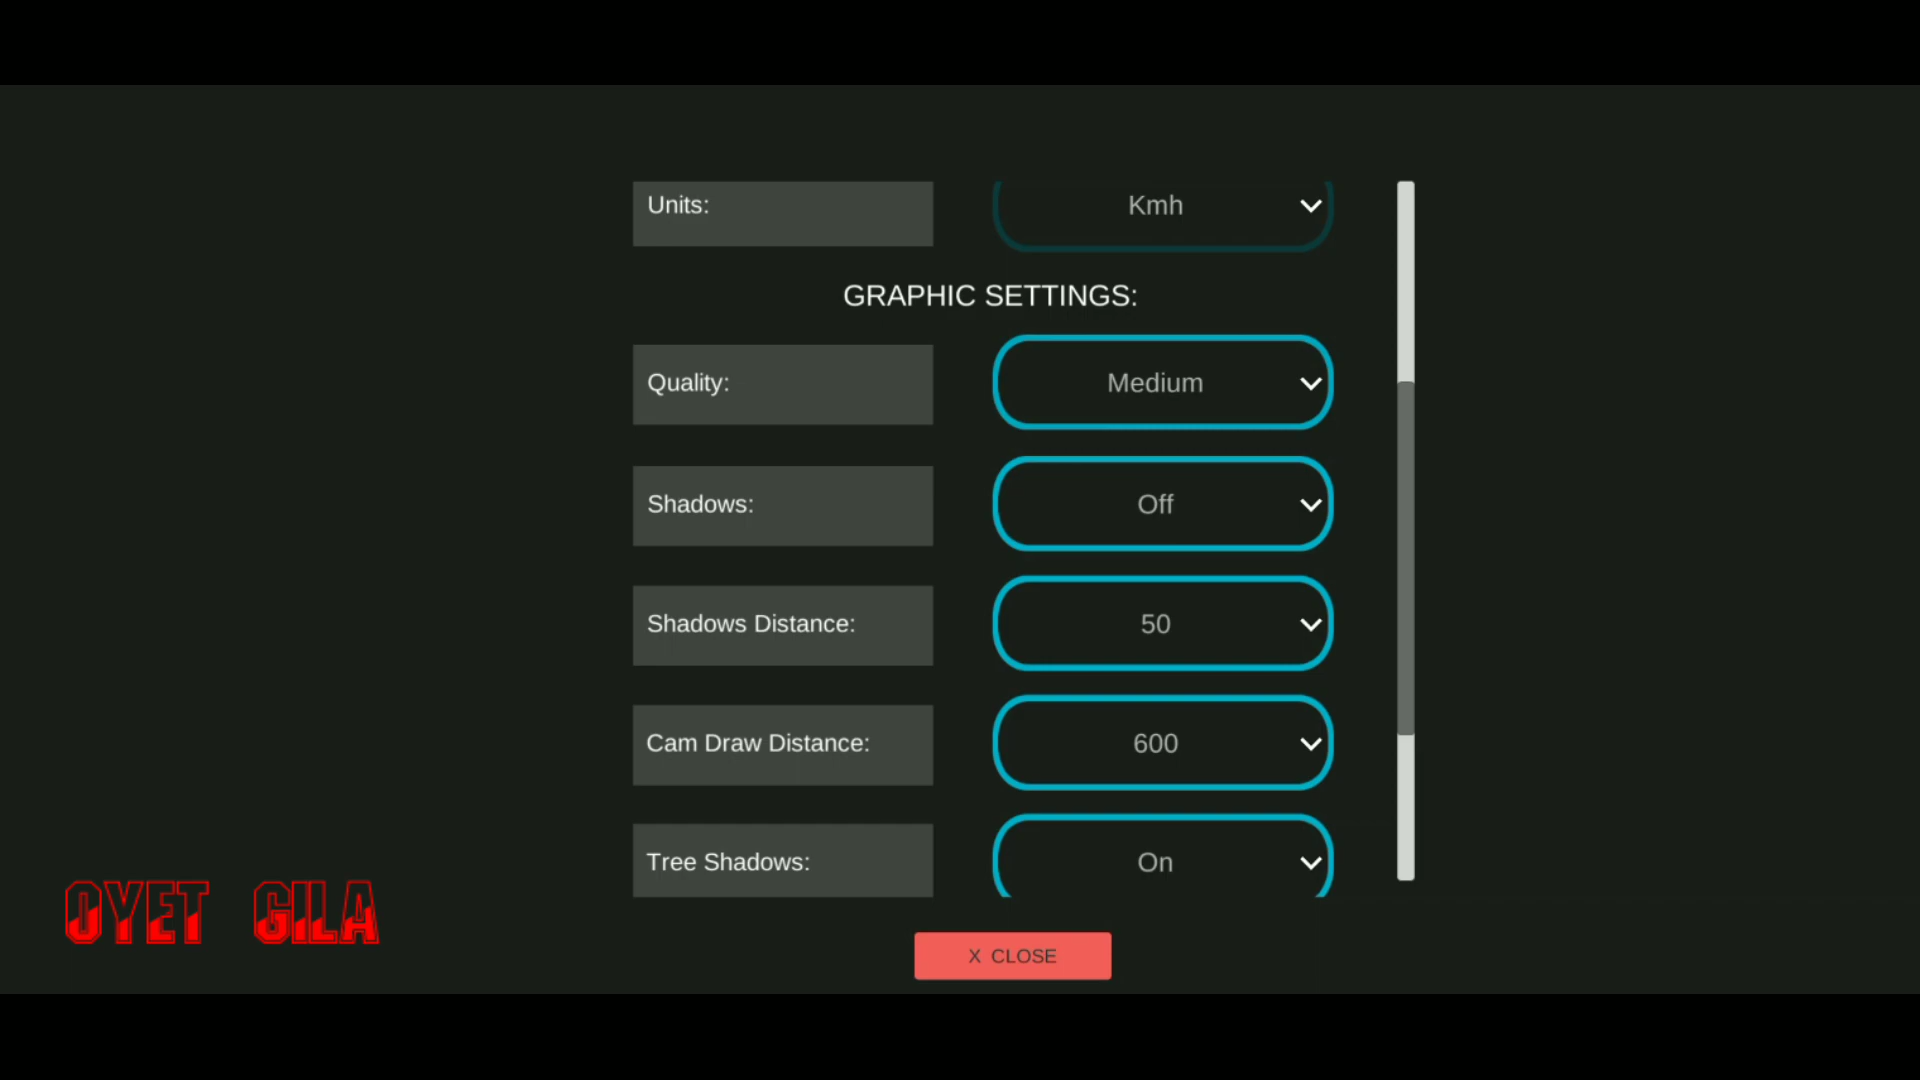 Units: Kmh
GRAPHIC SETTINGS:
Quality: Medium
Shadows: Off
Shadows Distance: 50
Cam Draw Distance: 600
Tree Shadows: On
OYET GILA
X CLOSE